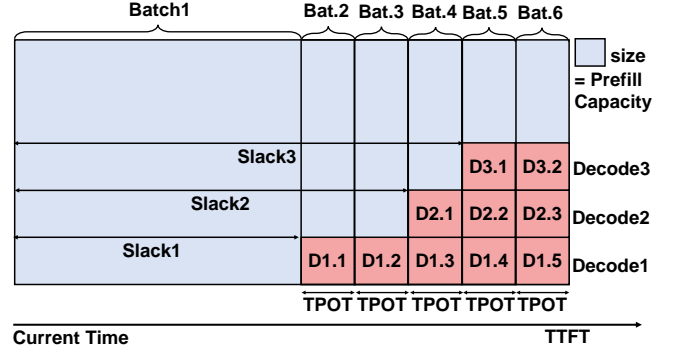 Batch1 Bat.2 Bat.3 Bat.4 Bat.5 Bat.6
size
= Prefill
Capacity
Slack3 D3.1 D3.2 Decode3
Slack2 D2.1 D2.2 D2.3 Decode2
Slack1 D1.1 D1.2 D1.3 D1.4 D1.5 Decode1
TPOT TPOT TPOT TPOT TPOT
Current Time TTFT